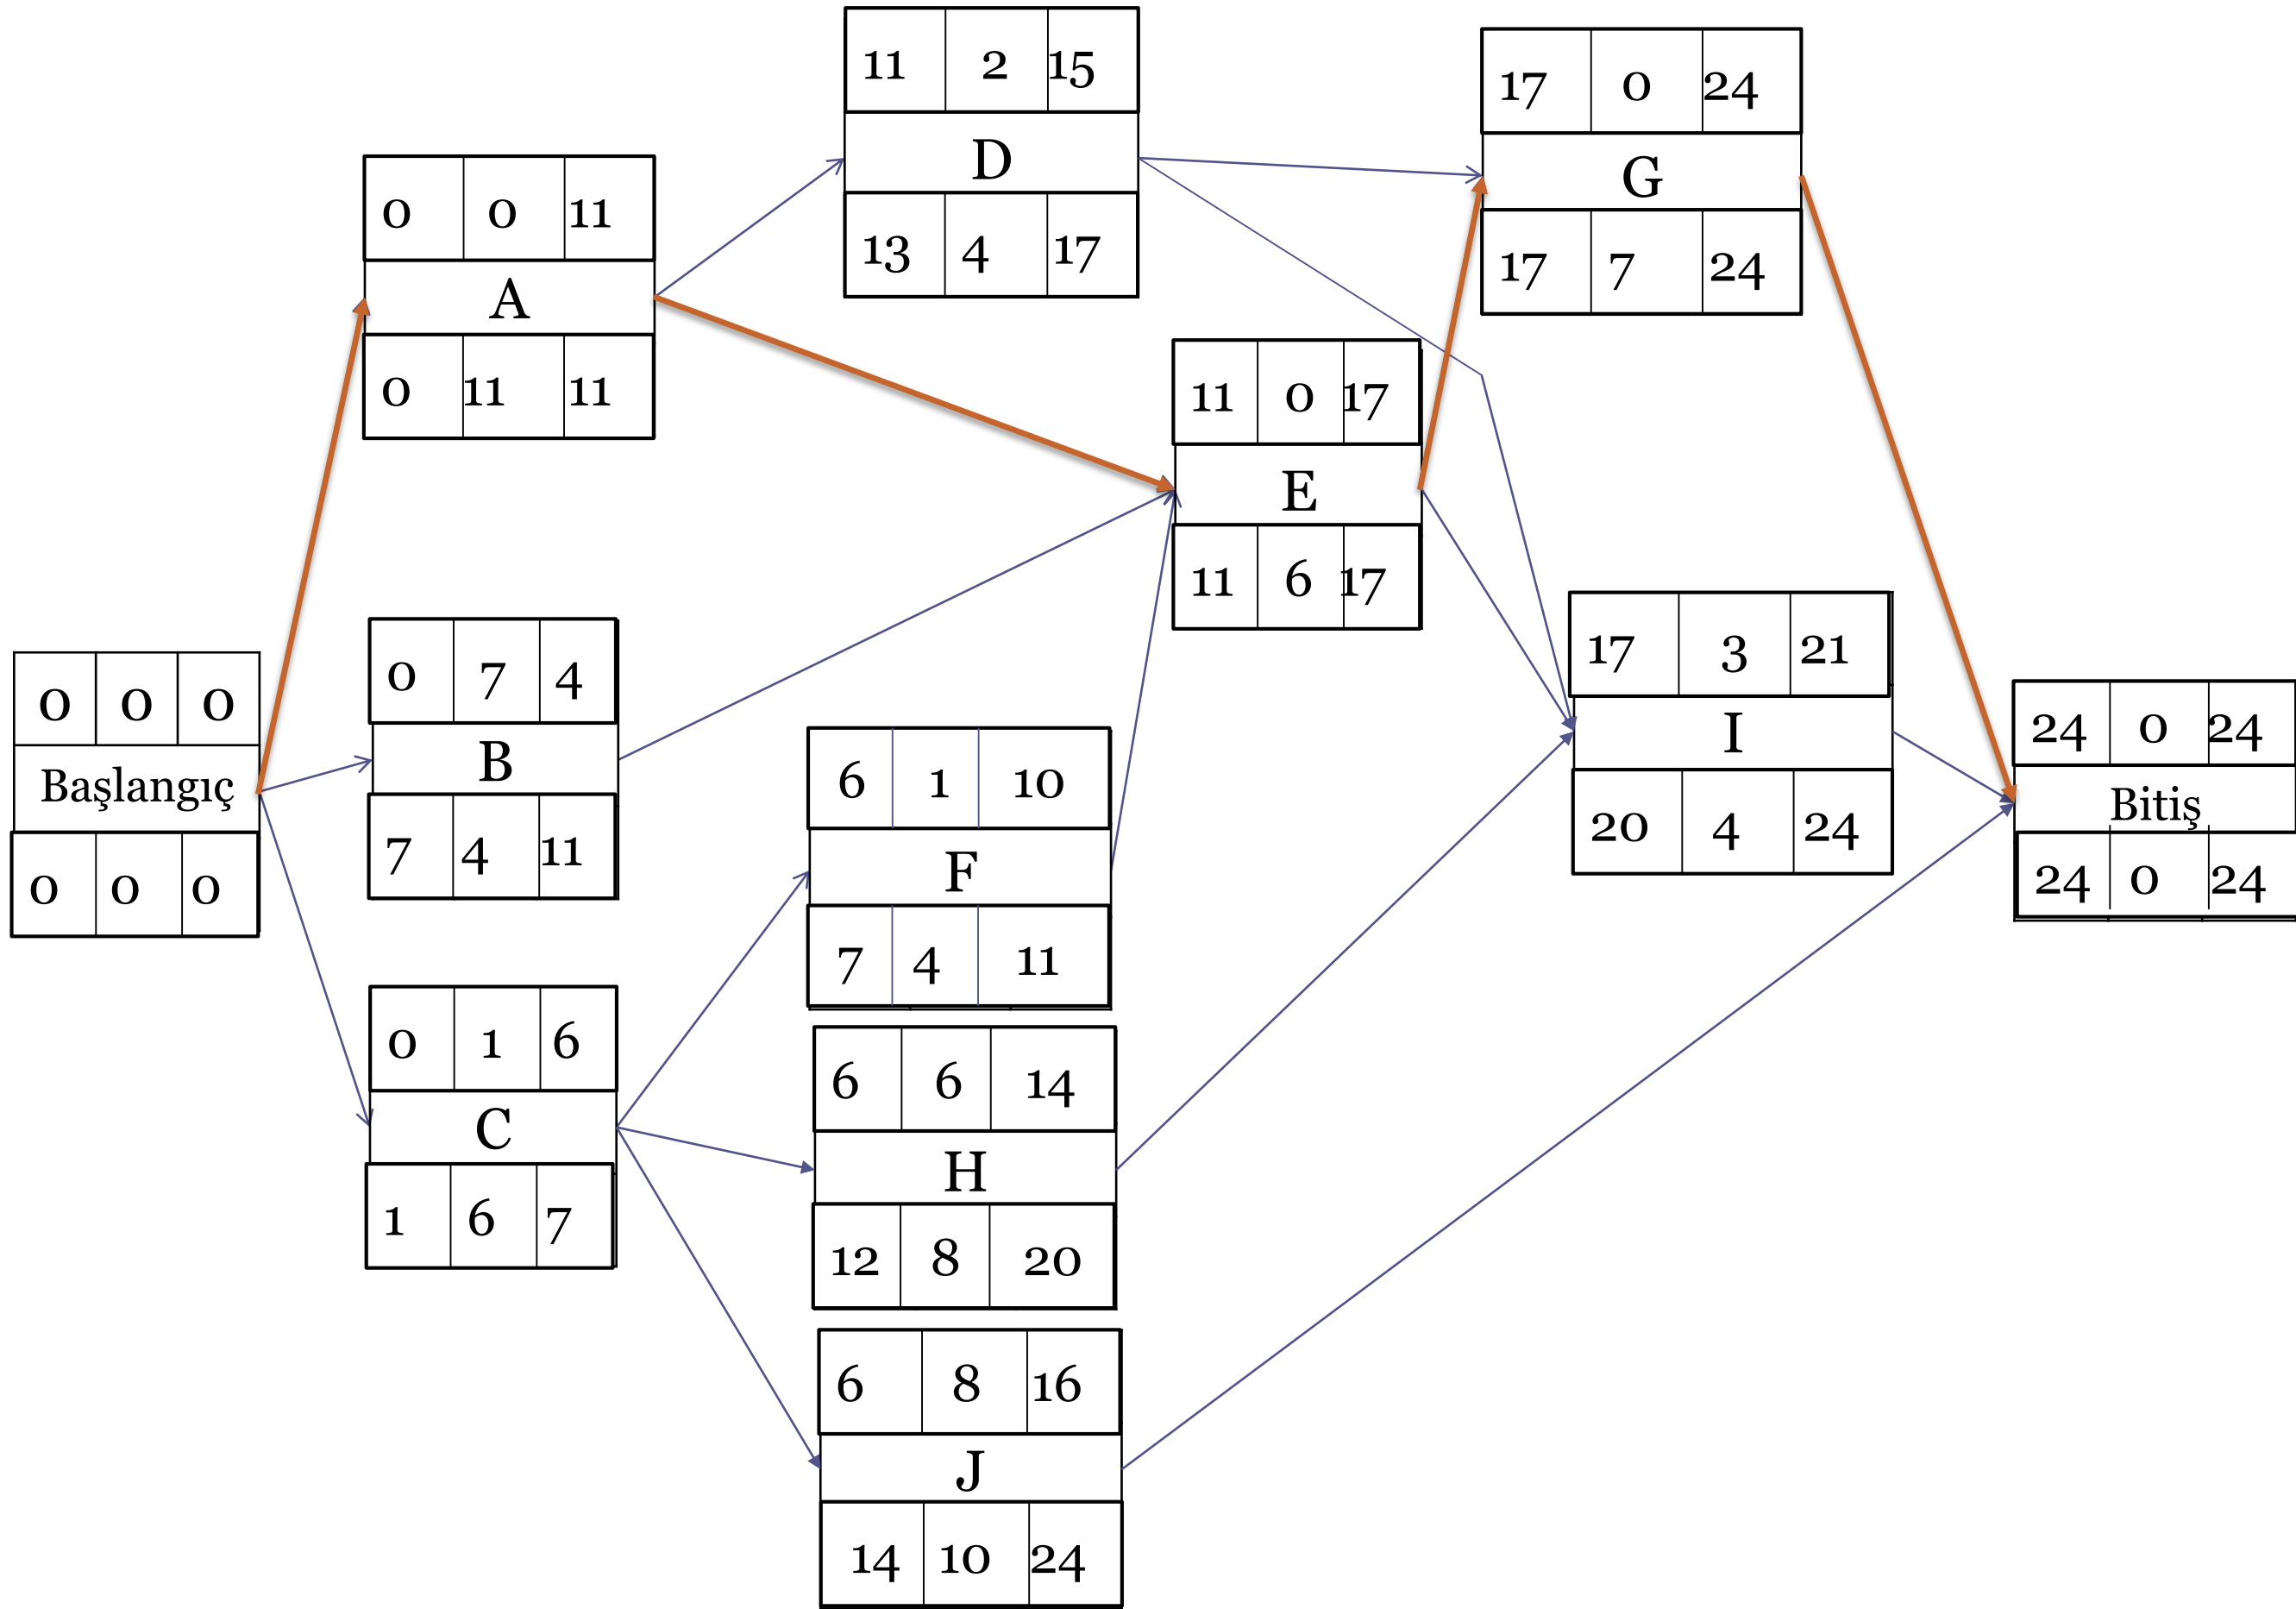 0 0 0
Başlangıç
0 0 0
0 0 11
A
0 11 11
0 7 4
B
7 4 11
0 1 6
C
1 6 7
11 2 15
D
13 4 17
6 1 10
F
7 4 11
6 6 14
H
12 8 20
6 8 16
J
14 10 24
11 0 17
E
11 6 17
17 0 24
G
17 7 24
17 3 21
I
20 4 24
24 0 24
Bitiş
24 0 24